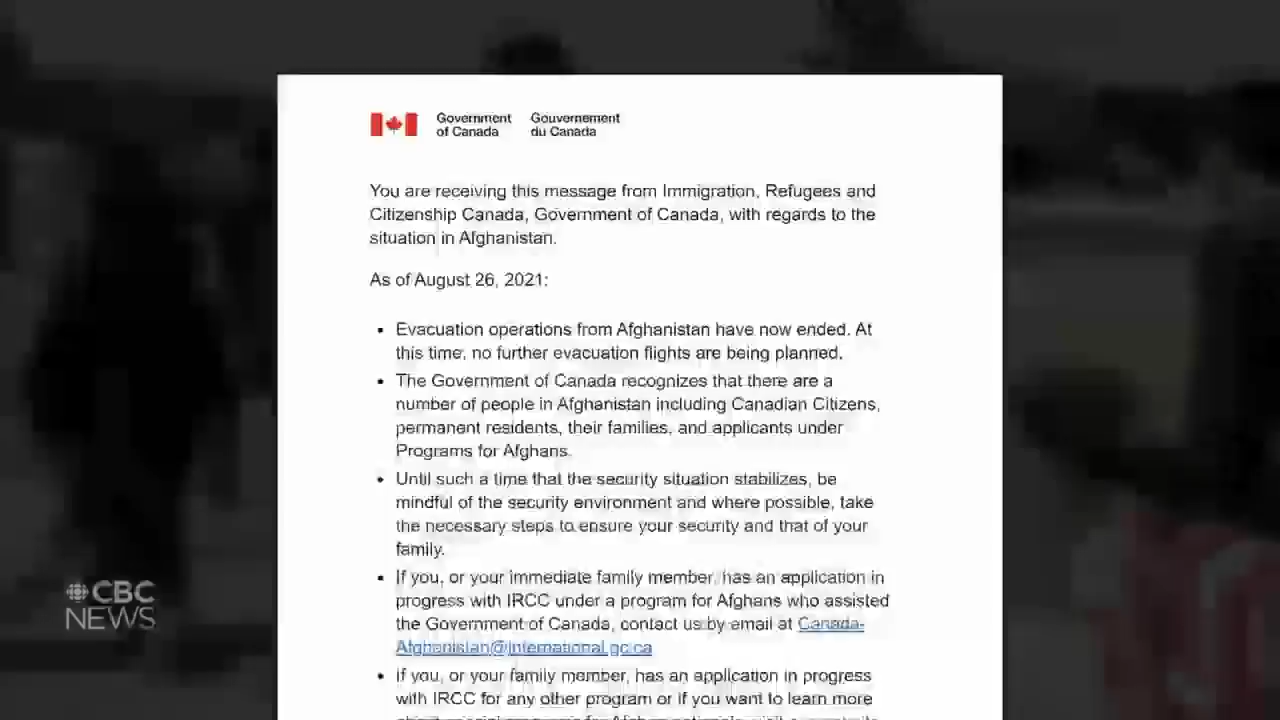 Government Gouvernement
of Canada du Canada
You are receiving this message from Immigration, Refugees and
Citizenship Canada, Government of Canada, with regards to the
situation in Afghanistan.
As of August 26, 2021:
• Evacuation operations from Afghanistan have now ended. At
this time, no further evacuation flights are being planned.
• The Government of Canada recognizes that there are a
number of people in Afghanistan including Canadian Citizens,
permanent residents, their families, and applicants under
Programs for Afghans.
• Until such a time that the security situation stabilizes, be
mindful of the security environment and where possible, take
the necessary steps to ensure your security and that of your
family.
• If you, or your immediate family member, has an application in
progress with IRCC under a program for Afghans who assisted
the Government of Canada, contact us by email at Canada-
Afghanistan@international.gc.ca
• If you, or your family member, has an application in progress
with IRCC for any other program or if you want to learn more
CBC
NEWS